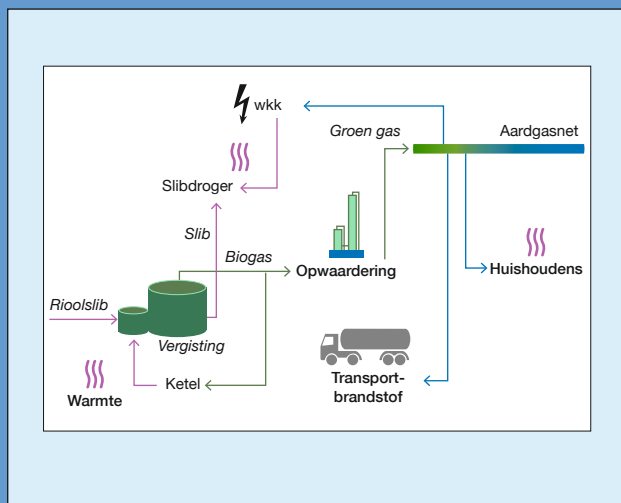 wkk
Groen gas
Aardgasnet
Slibdroger
Slib
Biogas
Opwaardering
Huishoudens
Rioolslib
Vergisting
Ketel
Warmte
Transport-
brandstof